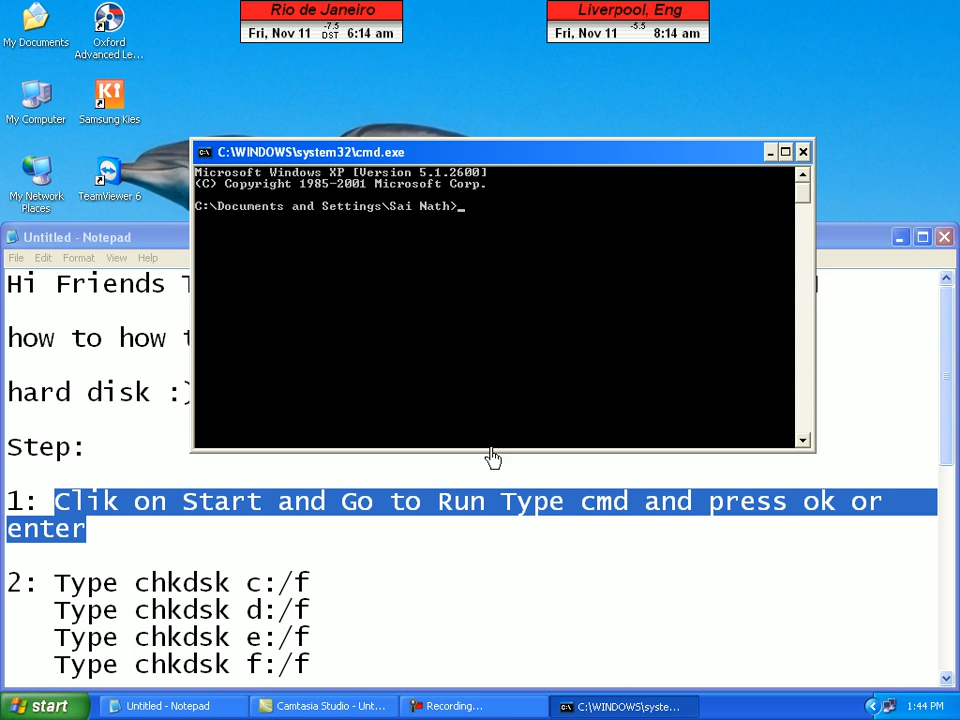 Rio de Janeiro
Fri, Nov 11 -7.5 DST 6:14 am
Liverpool, Eng
Fri, Nov 11 -5.5 8:14 am
My Documents
Oxford Advanced Le...
My Computer
Samsung Kies
My Network Places
TeamViewer 6
C:\WINDOWS\system32\cmd.exe
Microsoft Windows XP [Version 5.1.2600]
(C) Copyright 1985-2001 Microsoft Corp.
C:\Documents and Settings\Sai Nath>_
Untitled - Notepad
File Edit Format View Help
Hi Friends
how to how
hard disk :)
Step:
1: Clik on Start and Go to Run Type cmd and press ok or
enter
2: Type chkdsk c:/f
Type chkdsk d:/f
Type chkdsk e:/f
Type chkdsk f:/f
start
Untitled - Notepad
Camtasia Studio - Unt...
Recording...
C:\WINDOWS\syste...
1:44 PM